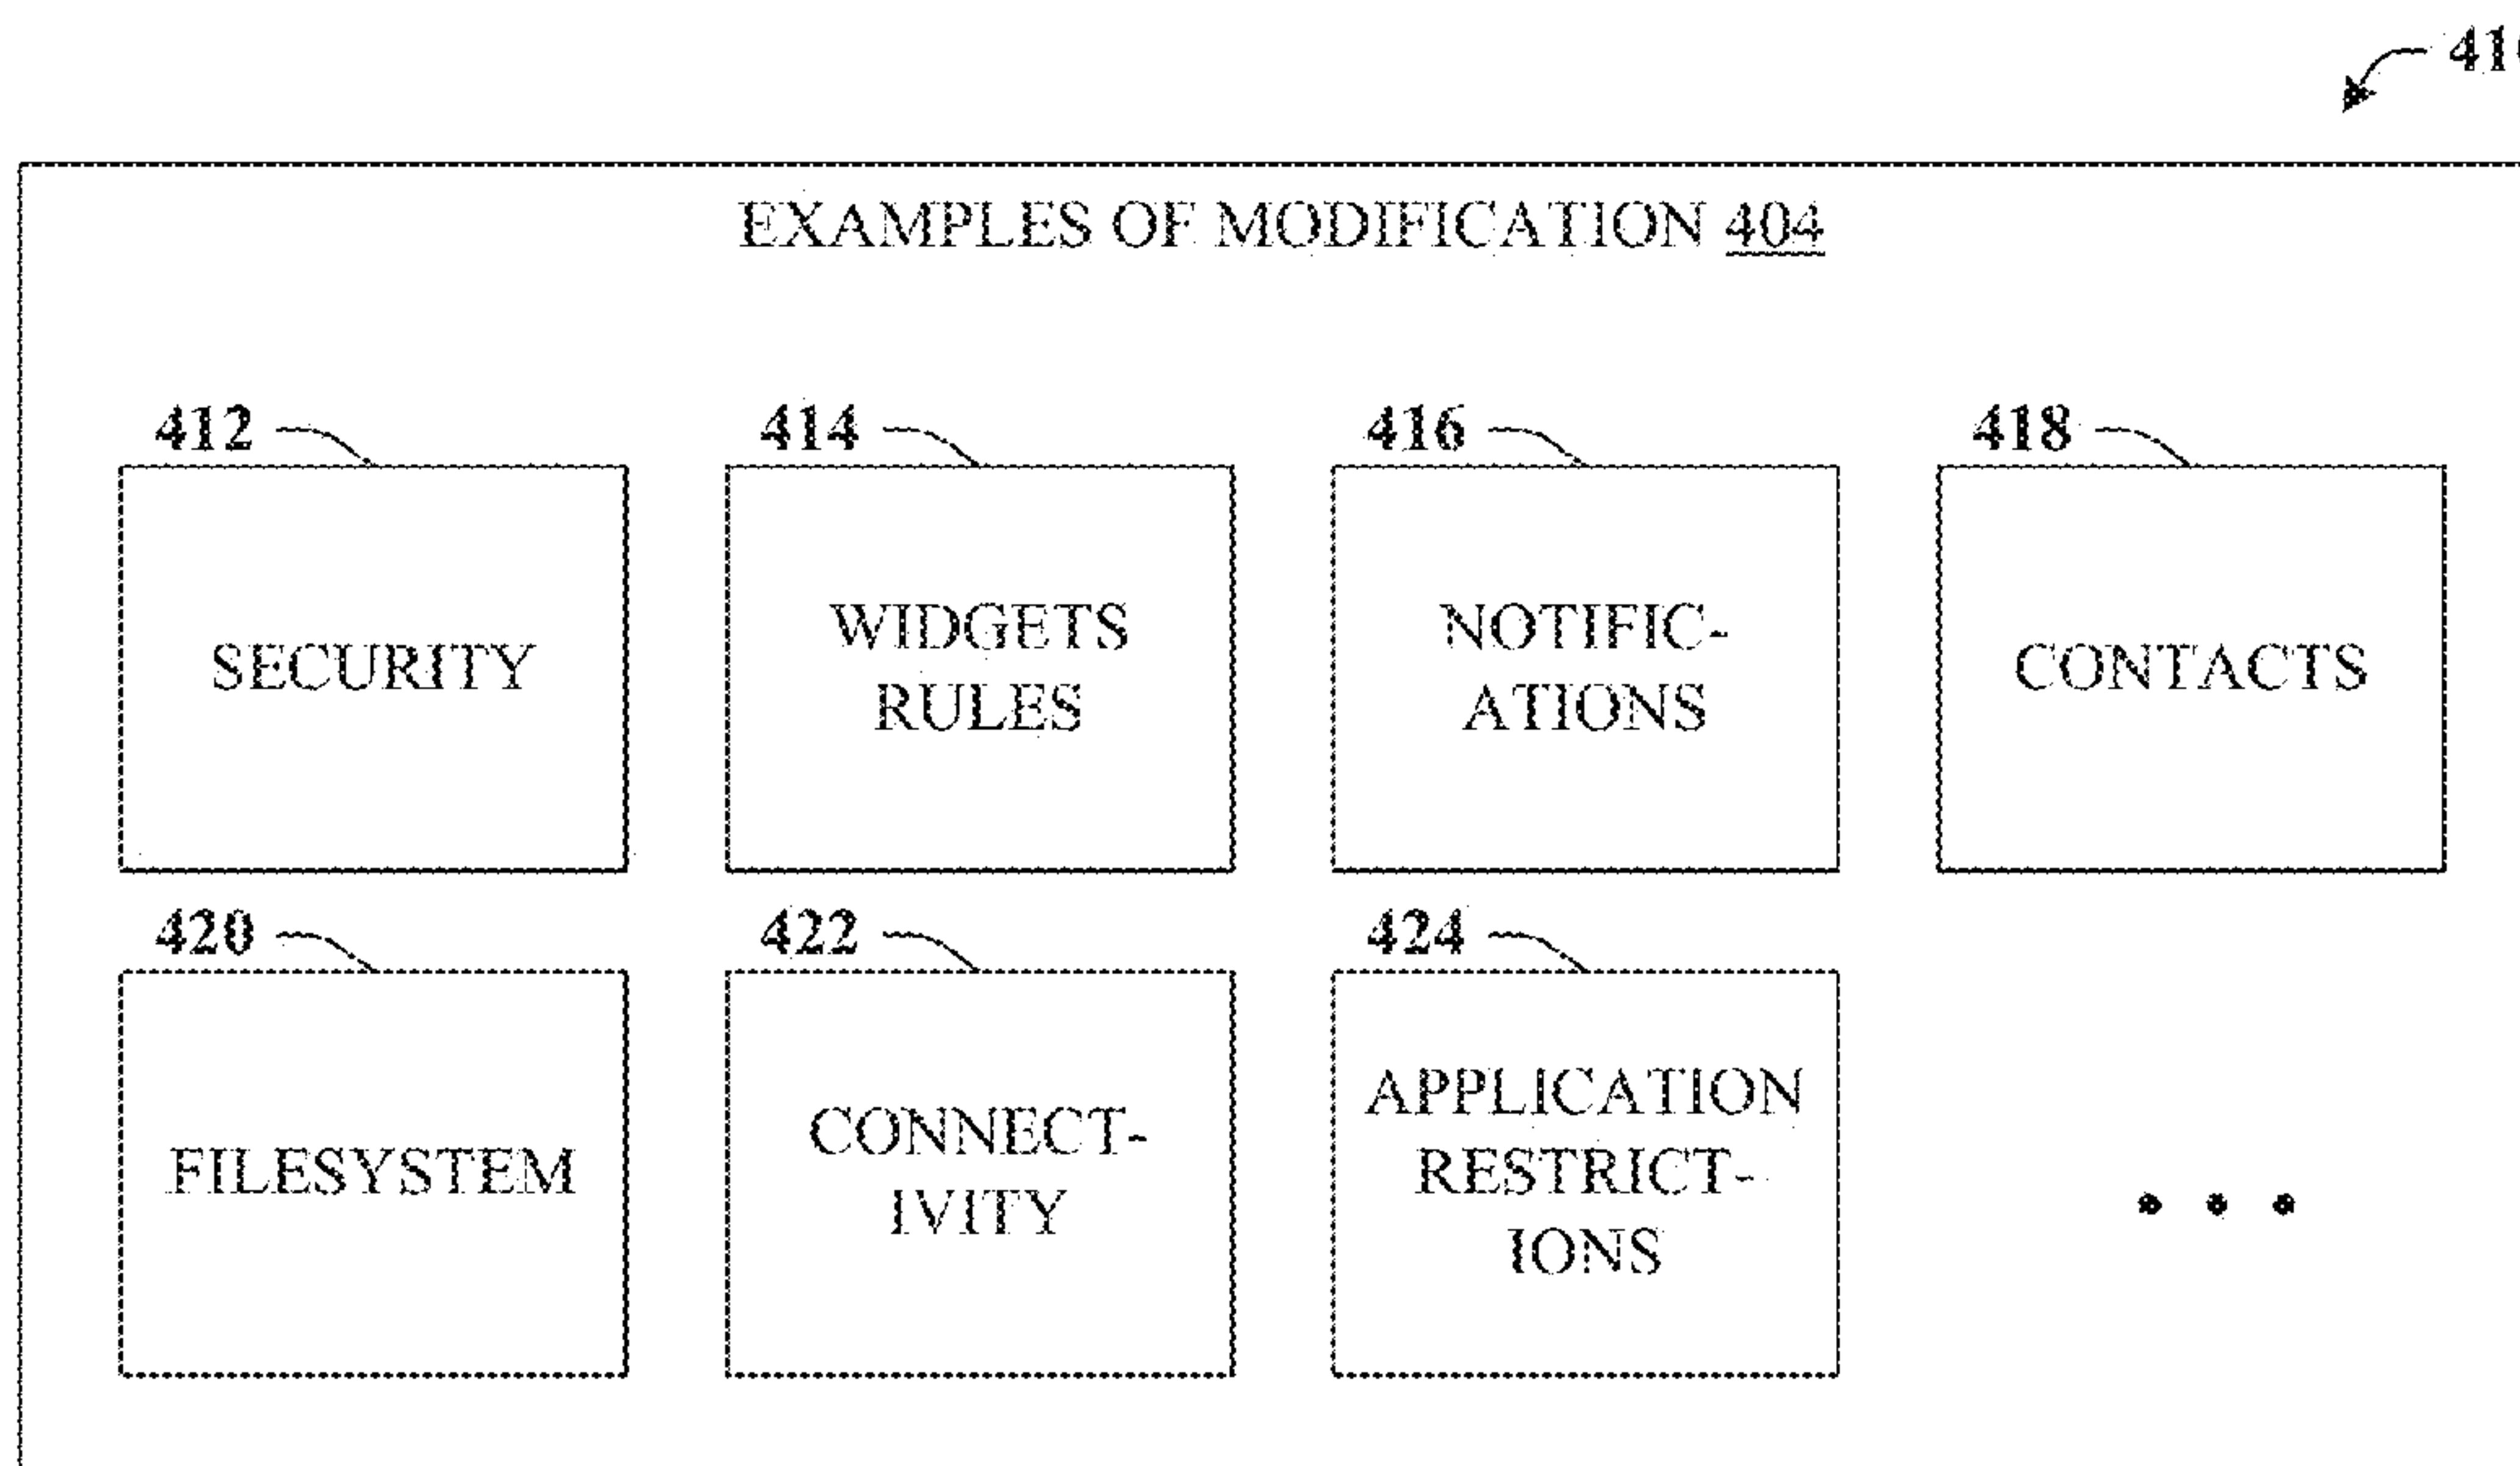 EXAMPLES OF MODIFICATION 404
412
414
416
418
SECURITY
WIDGETS
RULES
NOTIFIC-
ATIONS
CONTACTS
420
422
424
FILESYSTEM
CONNECT-
IVITY
APPLICATION
RESTRICT-
IONS